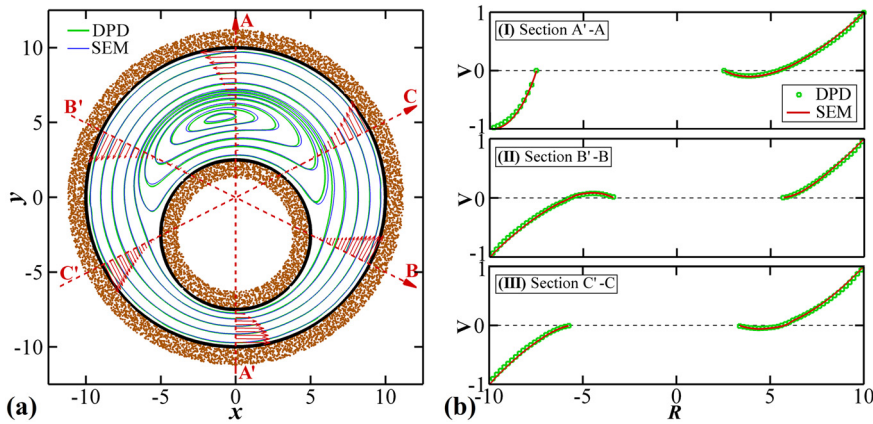 DPD
SEM
A
B'
C
C'
B
A'
10
5
0
-5
-10
y
-10 -5 0 5 10
x
(a)
(I) Section A'-A
DPD
SEM
1
0
-1
V
(II) Section B'-B
1
0
-1
V
(III) Section C'-C
1
0
-1
V
-10 -5 0 5 10
R
(b)